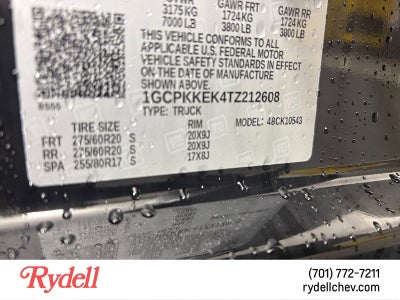 GVWR
3175 KG
7000 LB
GAWR FRT
1724 KG
3800 LB
GAWR RR
1724 KG
3800 LB
THIS VEHICLE CONFORMS TO ALL
APPLICABLE U.S. FEDERAL MOTOR
VEHICLE SAFETY STANDARDS IN EFFECT
ON THE DATE OF MANUFACTURE
SHOWN ABOVE.
1GCPKKEK4TZ212608
TYPE: TRUCK MODEL: 48CK10543
TIRE SIZE RIM
FRT 275/60R20 S 20X9J
RR 275/60R20 S 20X9J
SPA 255/80R17 S 17X8J
Rydell
(701) 772-7211
rydellchev.com